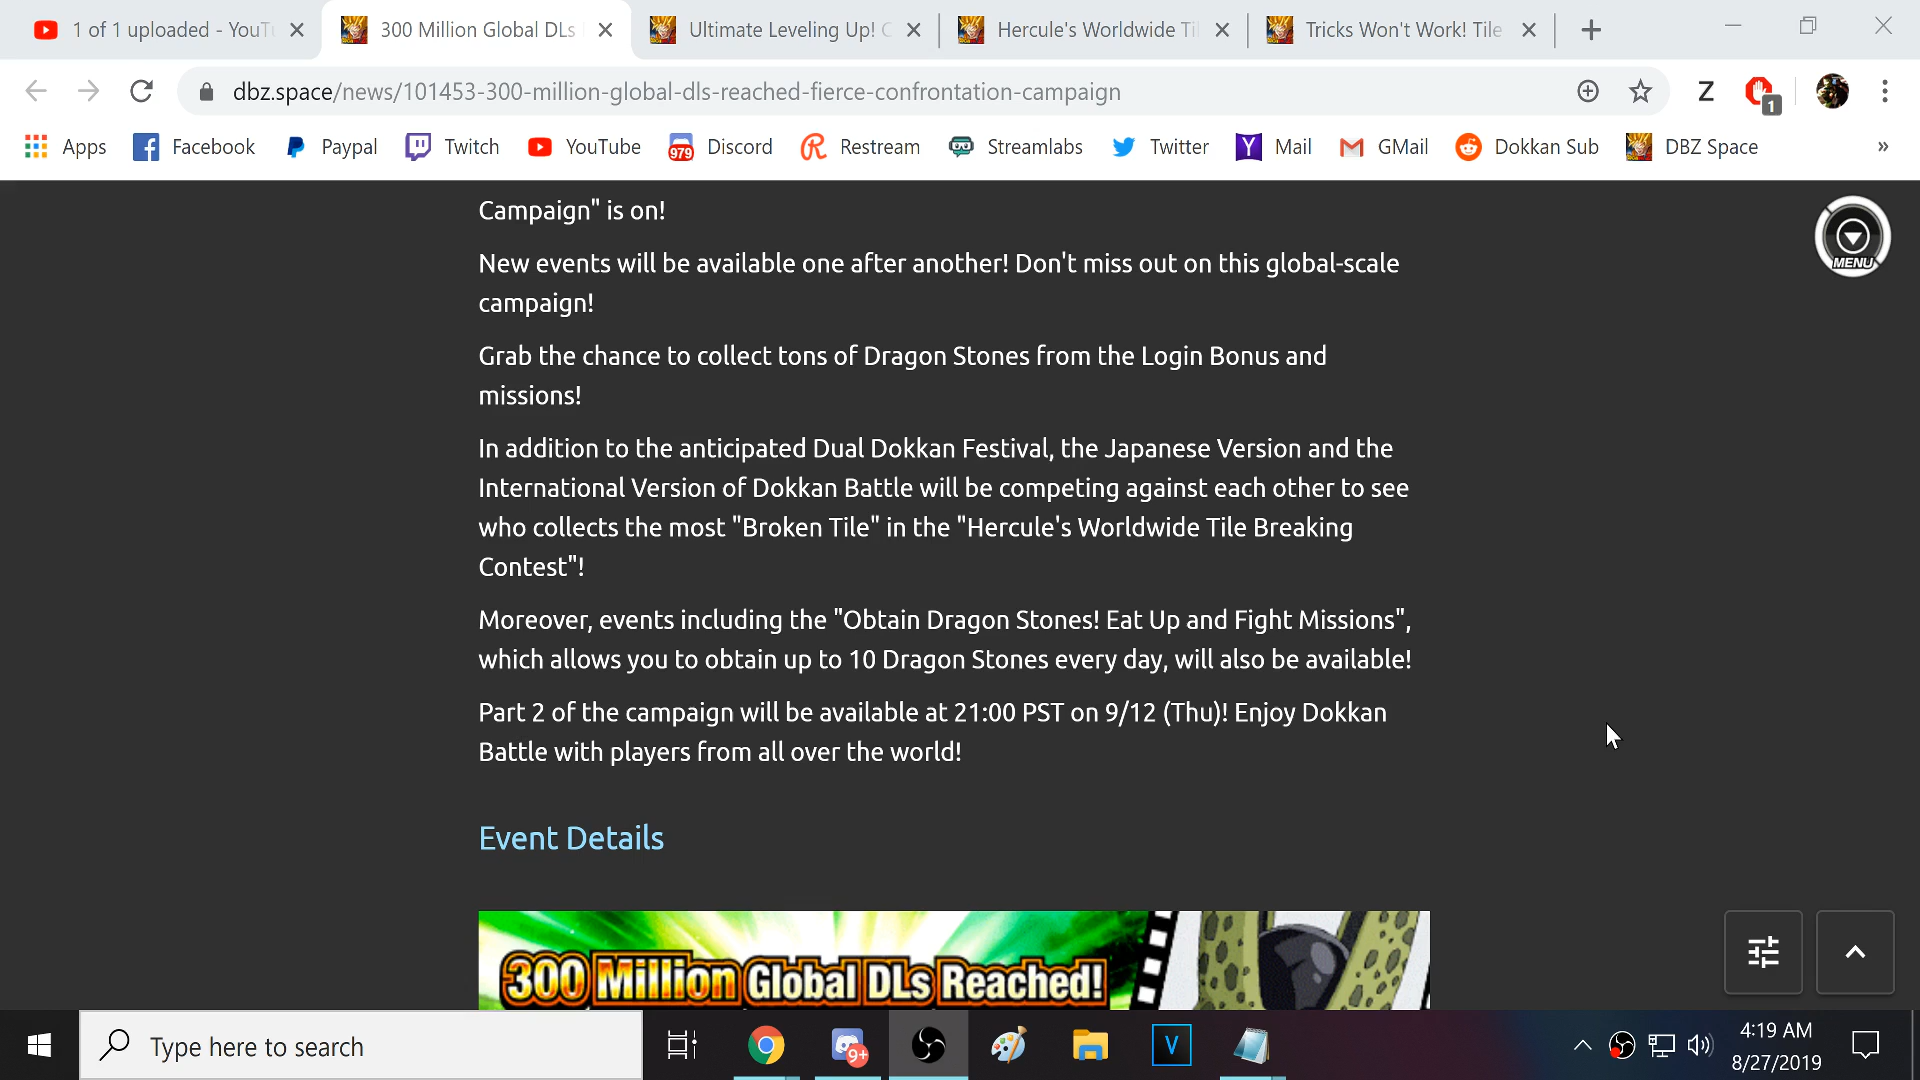 1 of 1 uploaded - YouTu
300 Million Global DLs
Ultimate Leveling Up! C
Hercule's Worldwide Til
Tricks Won't Work! Tile
dbz.space/news/101453-300-million-global-dls-reached-fierce-confrontation-campaign
Z
1
Apps
Facebook
Paypal
Twitch
YouTube
979
Discord
Restream
Streamlabs
Twitter
Mail
GMail
Dokkan Sub
DBZ Space
»
Campaign" is on!
MENU
New events will be available one after another! Don't miss out on this global-scale
campaign!
Grab the chance to collect tons of Dragon Stones from the Login Bonus and
missions!
In addition to the anticipated Dual Dokkan Festival, the Japanese Version and the
International Version of Dokkan Battle will be competing against each other to see
who collects the most "Broken Tile" in the "Hercule's Worldwide Tile Breaking
Contest"!
Moreover, events including the "Obtain Dragon Stones! Eat Up and Fight Missions",
which allows you to obtain up to 10 Dragon Stones every day, will also be available!
Part 2 of the campaign will be available at 21:00 PST on 9/12 (Thu)! Enjoy Dokkan
Battle with players from all over the world!
Event Details
300 Million Global DLs Reached!
Type here to search
9+
V
4:19 AM
8/27/2019